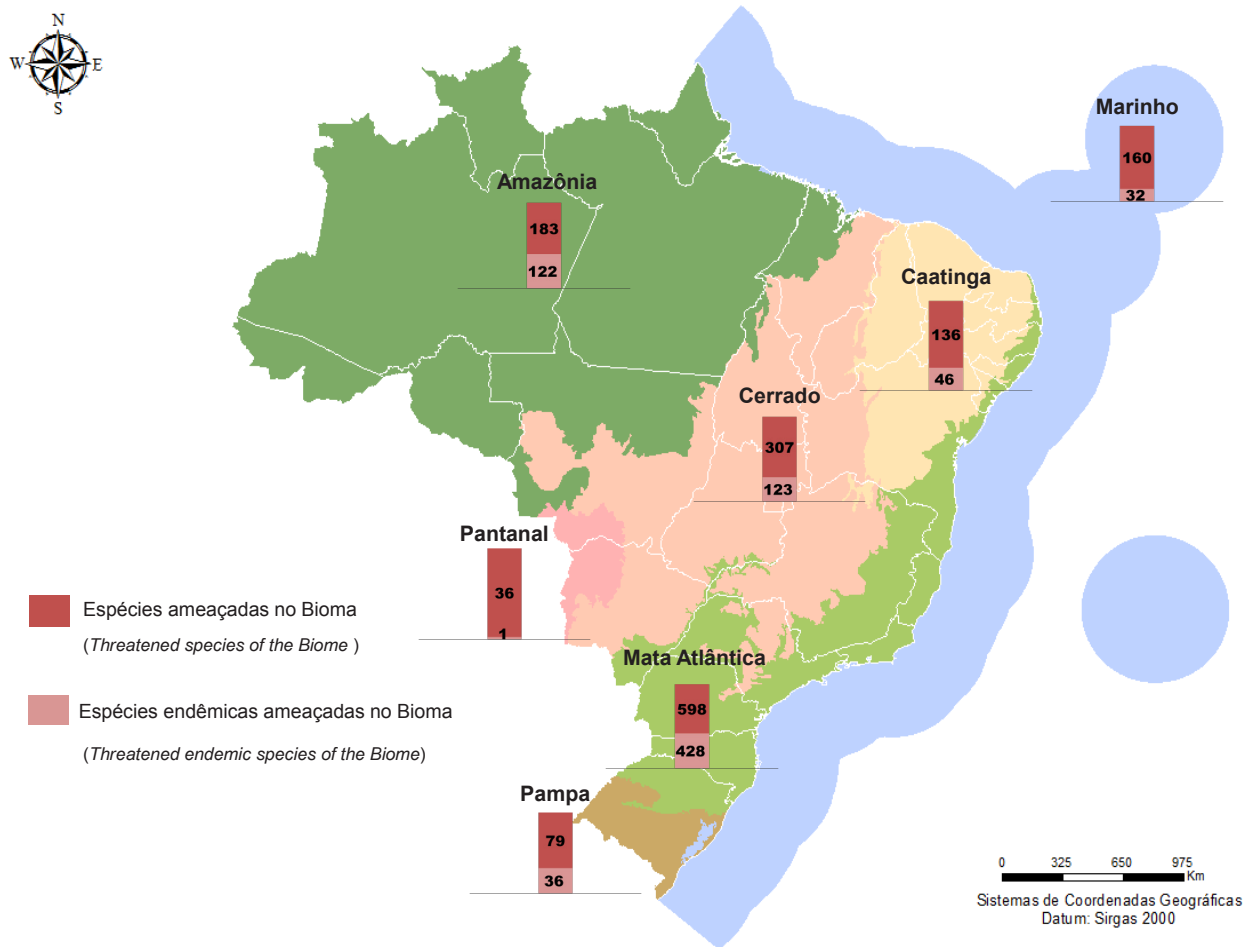 N
W E
S
Marinho
160
32
Amazônia
183
122
Caatinga
136
46
Cerrado
307
123
Pantanal
36
1
Espécies ameaçadas no Bioma
(Threatened species of the Biome )
Mata Atlântica
598
428
Espécies endêmicas ameaçadas no Bioma
(Threatened endemic species of the Biome)
Pampa
79
36
0 325 650 975
Km
Sistemas de Coordenadas Geográficas
Datum: Sirgas 2000